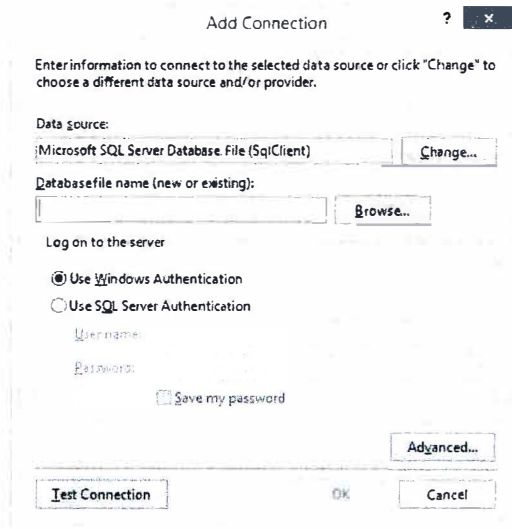 Add Connection
? ×
Enter information to connect to the selected data source or click "Change" to
choose a different data source and/or provider.
Data source:
Microsoft SQL Server Database File (SqlClient)
Change...
Databasefile name (new or existing):
Browse...
Log on to the server
Use Windows Authentication
Use SQL Server Authentication
User name:
Password:
Save my password
Advanced...
Test Connection
OK
Cancel